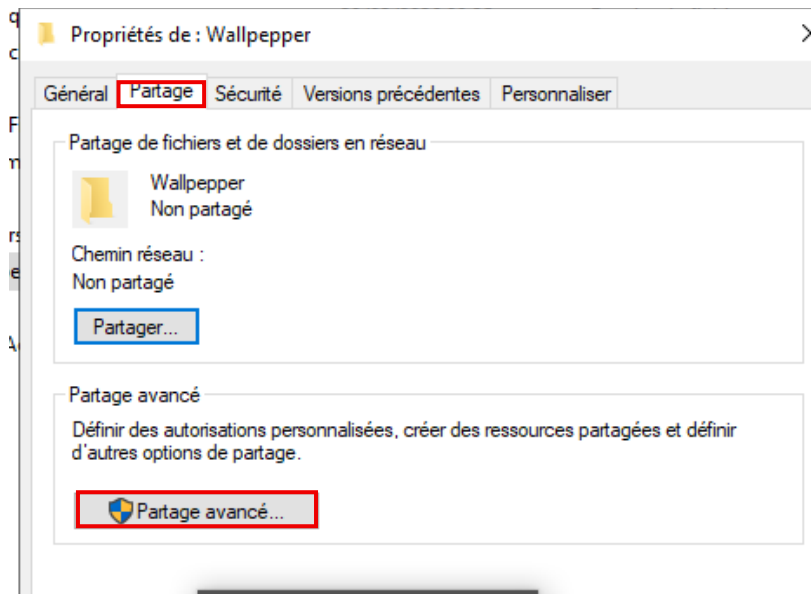 Propriétés de : Wallpepper
Général Partage Sécurité Versions précédentes Personnaliser
Partage de fichiers et de dossiers en réseau
Wallpepper
Non partagé
Chemin réseau :
Non partagé
Partager...
Partage avancé
Définir des autorisations personnalisées, créer des ressources partagées et définir
d'autres options de partage.
Partage avancé...